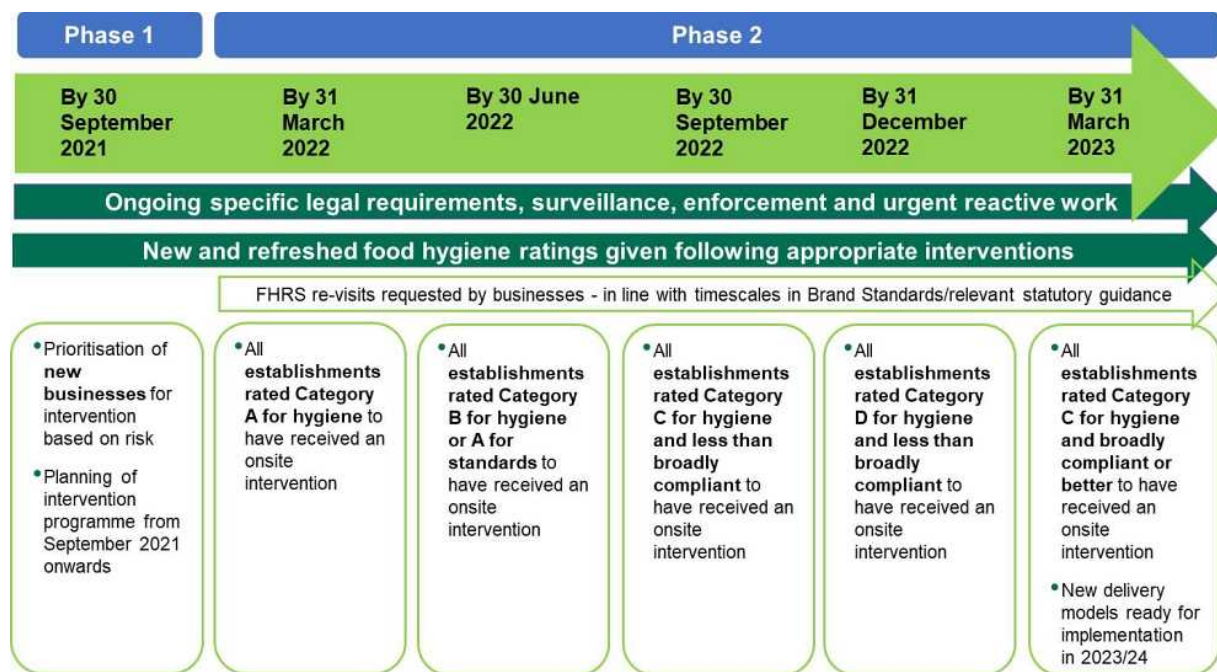 Phase 1
Phase 2
By 30
September
2021
By 31
March
2022
By 30 June
2022
By 30
September
2022
By 31
December
2022
By 31
March
2023
Ongoing specific legal requirements, surveillance, enforcement and urgent reactive work
New and refreshed food hygiene ratings given following appropriate interventions
FHRS re-visits requested by businesses - in line with timescales in Brand Standards/relevant statutory guidance
•Prioritisation of
new
businesses for
intervention
based on risk
•Planning of
intervention
programme from
September 2021
onwards
•All
establishments
rated Category
A for hygiene to
have received an
onsite
intervention
•All
establishments
rated Category
B for hygiene
or A for
standards to
have received an
onsite
intervention
•All
establishments
rated Category
C for hygiene
and less than
broadly
compliant to
have received an
onsite
intervention
•All
establishments
rated Category
D for hygiene
and less than
broadly
compliant to
have received an
onsite
intervention
•All
establishments
rated Category
C for hygiene
and broadly
compliant or
better to have
received an
onsite
intervention
•New delivery
models ready for
implementation
in 2023/24